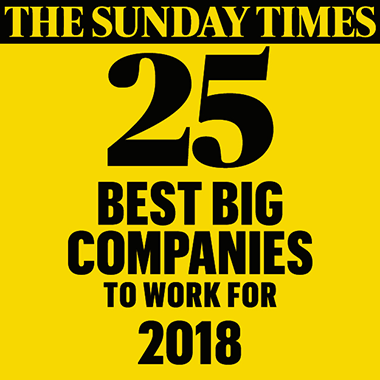 THE SUNDAY TIMES
25
BEST BIG
COMPANIES
TO WORK FOR
2018